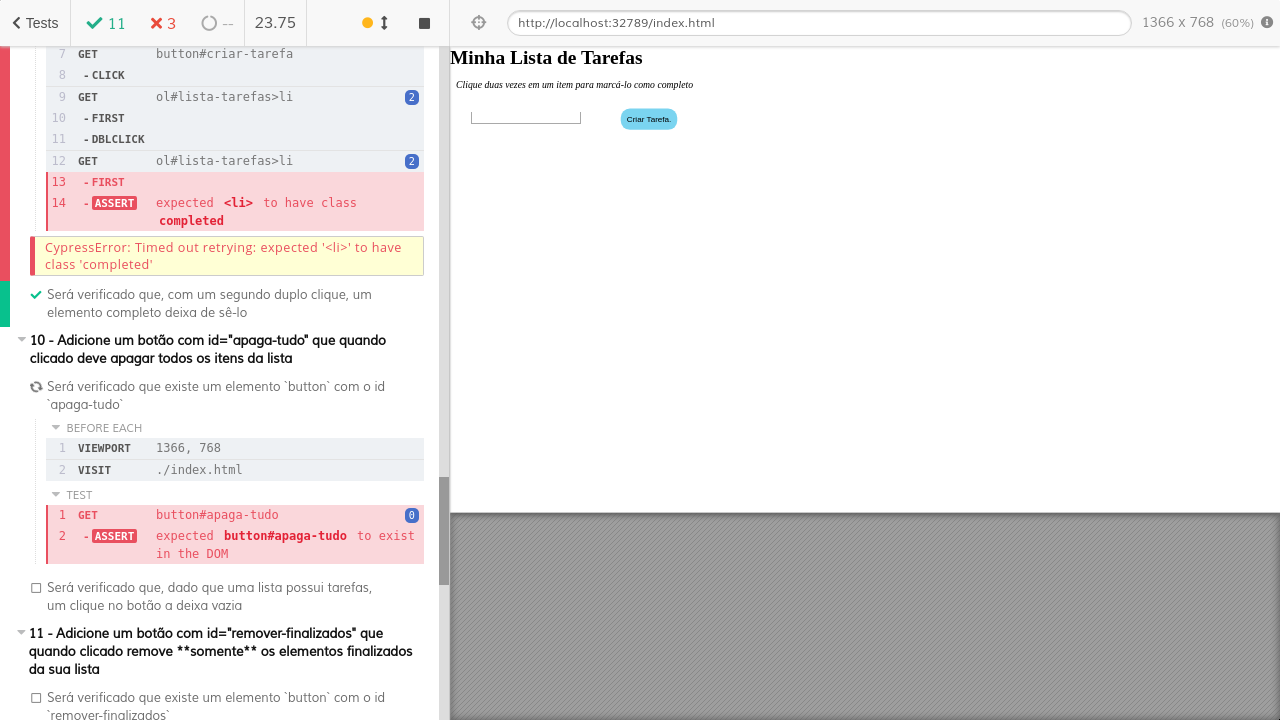 Tests 11 3 -- 23.75 http://localhost:32789/index.html 1366 x 768 (60%)
7 GET button#criar-tarefa
8 - CLICK
9 GET ol#lista-tarefas>li 2
10 - FIRST
11 - DBLCLICK
12 GET ol#lista-tarefas>li 2
13 - FIRST
14 - ASSERT expected <li> to have class
completed
CypressError: Timed out retrying: expected '<li>' to have
class 'completed'
Será verificado que, com um segundo duplo clique, um
elemento completo deixa de sê-lo
10 - Adicione um botão com id="apaga-tudo" que quando
clicado deve apagar todos os itens da lista
Será verificado que existe um elemento `button` com o id
`apaga-tudo`
BEFORE EACH
1 VIEWPORT 1366, 768
2 VISIT ./index.html
TEST
1 GET button#apaga-tudo 0
2 - ASSERT expected button#apaga-tudo to exist
in the DOM
Será verificado que, dado que uma lista possui tarefas,
um clique no botão a deixa vazia
11 - Adicione um botão com id="remover-finalizados" que
quando clicado remove **somente** os elementos finalizados
da sua lista
Será verificado que existe um elemento `button` com o id
`remover-finalizados`
Minha Lista de Tarefas
Clique duas vezes em um item para marcá-lo como completo
Criar Tarefa.